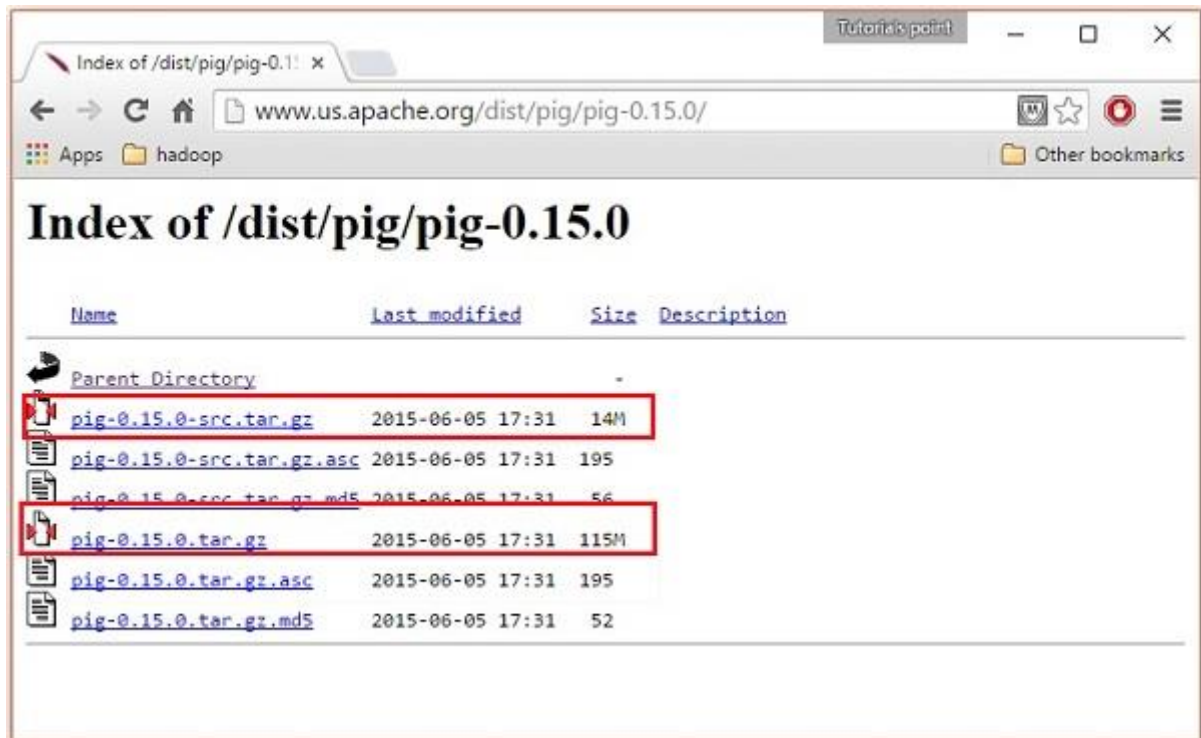 Tutorials point
Index of /dist/pig/pig-0.1
www.us.apache.org/dist/pig/pig-0.15.0/
Apps hadoop Other bookmarks
Index of /dist/pig/pig-0.15.0
Name Last modified Size Description
Parent Directory -
pig-0.15.0-src.tar.gz 2015-06-05 17:31 14M
pig-0.15.0-src.tar.gz.asc 2015-06-05 17:31 195
pig-0.15.0-src.tar.gz.md5 2015-06-05 17:31 56
pig-0.15.0.tar.gz 2015-06-05 17:31 115M
pig-0.15.0.tar.gz.asc 2015-06-05 17:31 195
pig-0.15.0.tar.gz.md5 2015-06-05 17:31 52